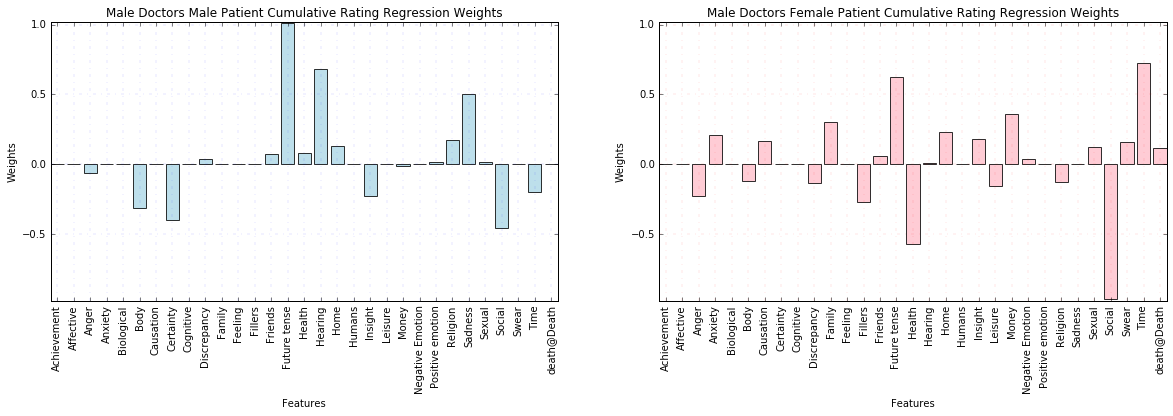 Male Doctors Male Patient Cumulative Rating Regression Weights
1.0
0.5
0.0
−0.5
Weights
Achievement
Affective
Anger
Anxiety
Biological
Body
Causation
Certainty
Cognitive
Discrepancy
Family
Feeling
Fillers
Friends
Future tense
Health
Hearing
Home
Humans
Insight
Leisure
Money
Negative Emotion
Positive emotion
Religion
Sadness
Sexual
Social
Swear
Time
death@Death
Features
Male Doctors Female Patient Cumulative Rating Regression Weights
1.0
0.5
0.0
−0.5
Weights
Achievement
Affective
Anger
Anxiety
Biological
Body
Causation
Certainty
Cognitive
Discrepancy
Family
Feeling
Fillers
Friends
Future tense
Health
Hearing
Home
Humans
Insight
Leisure
Money
Negative Emotion
Positive emotion
Religion
Sadness
Sexual
Social
Swear
Time
death@Death
Features